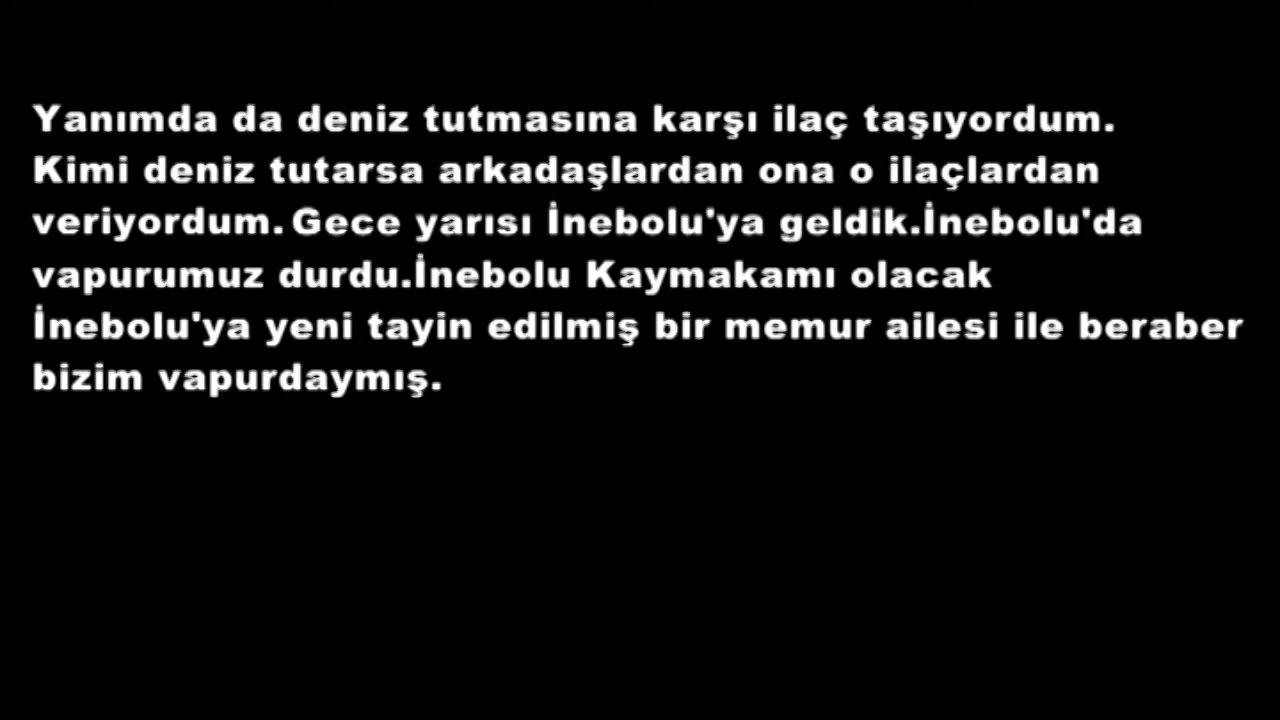 Yanımda da deniz tutmasına karşı ilaç taşıyordum.
Kimi deniz tutarsa arkadaşlardan ona o ilaçlardan
veriyordum. Gece yarısı İnebolu'ya geldik.İnebolu'da
vapurumuz durdu.İnebolu Kaymakamı olacak
İnebolu'ya yeni tayin edilmiş bir memur ailesi ile beraber
bizim vapurdaymış.